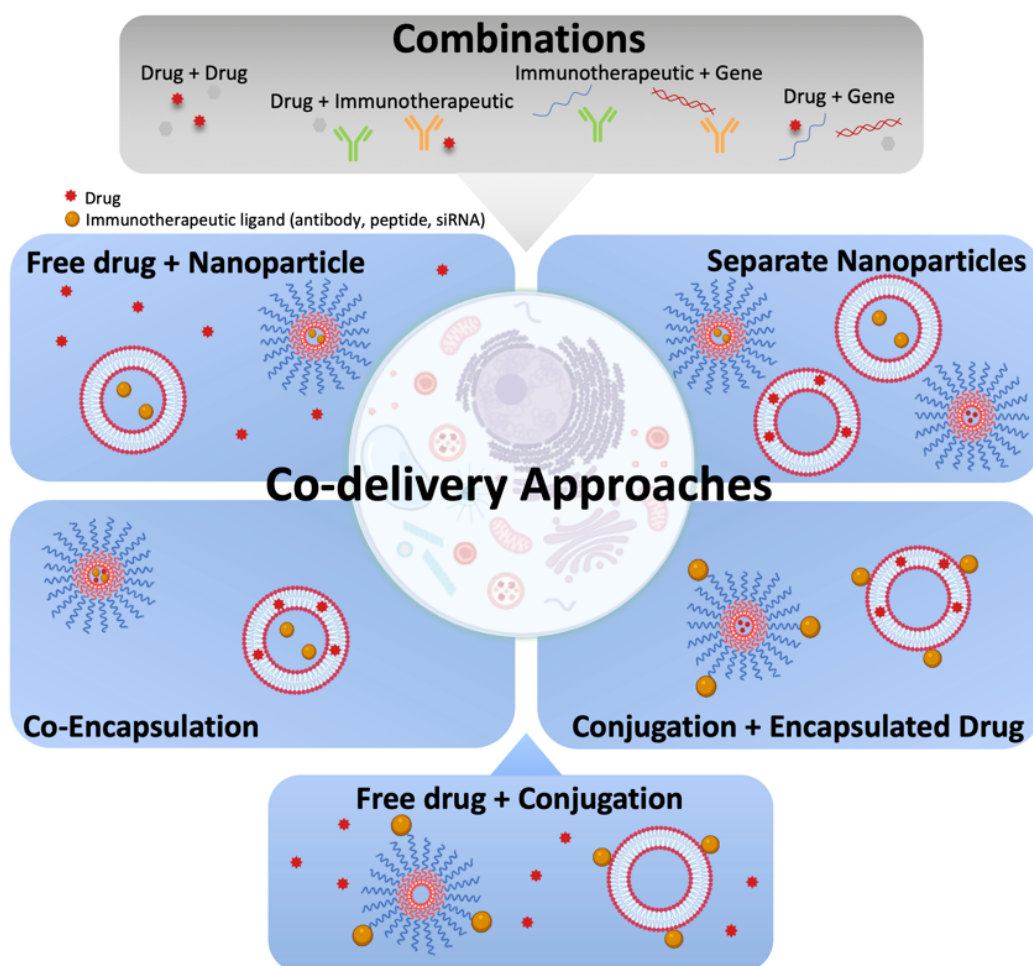 Combinations
Drug + Drug
Drug + Immunotherapeutic
Immunotherapeutic + Gene
Drug + Gene
Drug
Immunotherapeutic ligand (antibody, peptide, siRNA)
Free drug + Nanoparticle
Separate Nanoparticles
Co-delivery Approaches
Co-Encapsulation
Conjugation + Encapsulated Drug
Free drug + Conjugation